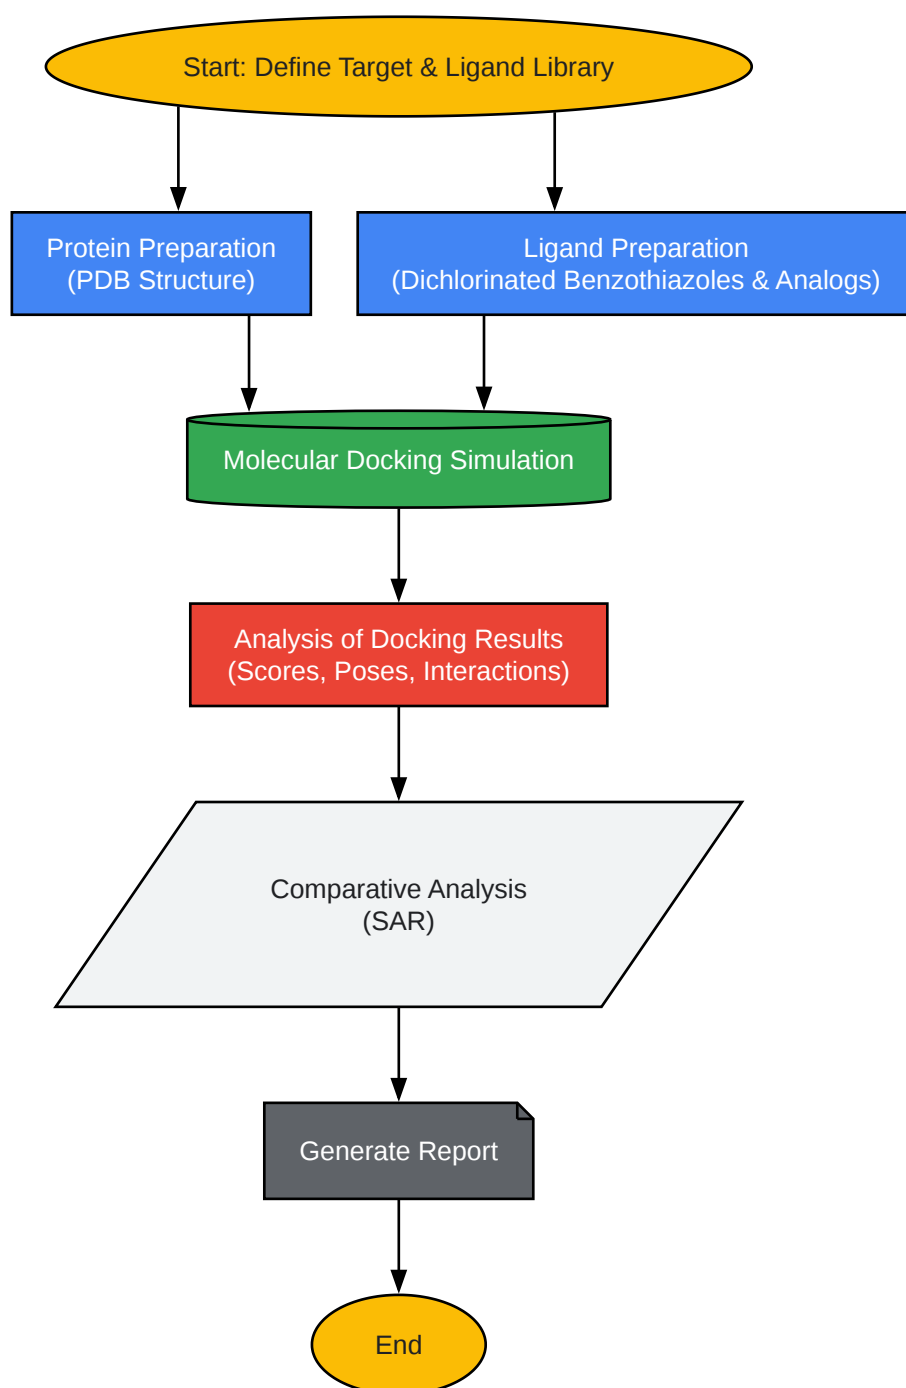 Start: Define Target & Ligand Library
Protein Preparation
(PDB Structure)
Ligand Preparation
(Dichlorinated Benzothiazoles & Analogs)
Molecular Docking Simulation
Analysis of Docking Results
(Scores, Poses, Interactions)
Comparative Analysis
(SAR)
Generate Report
End